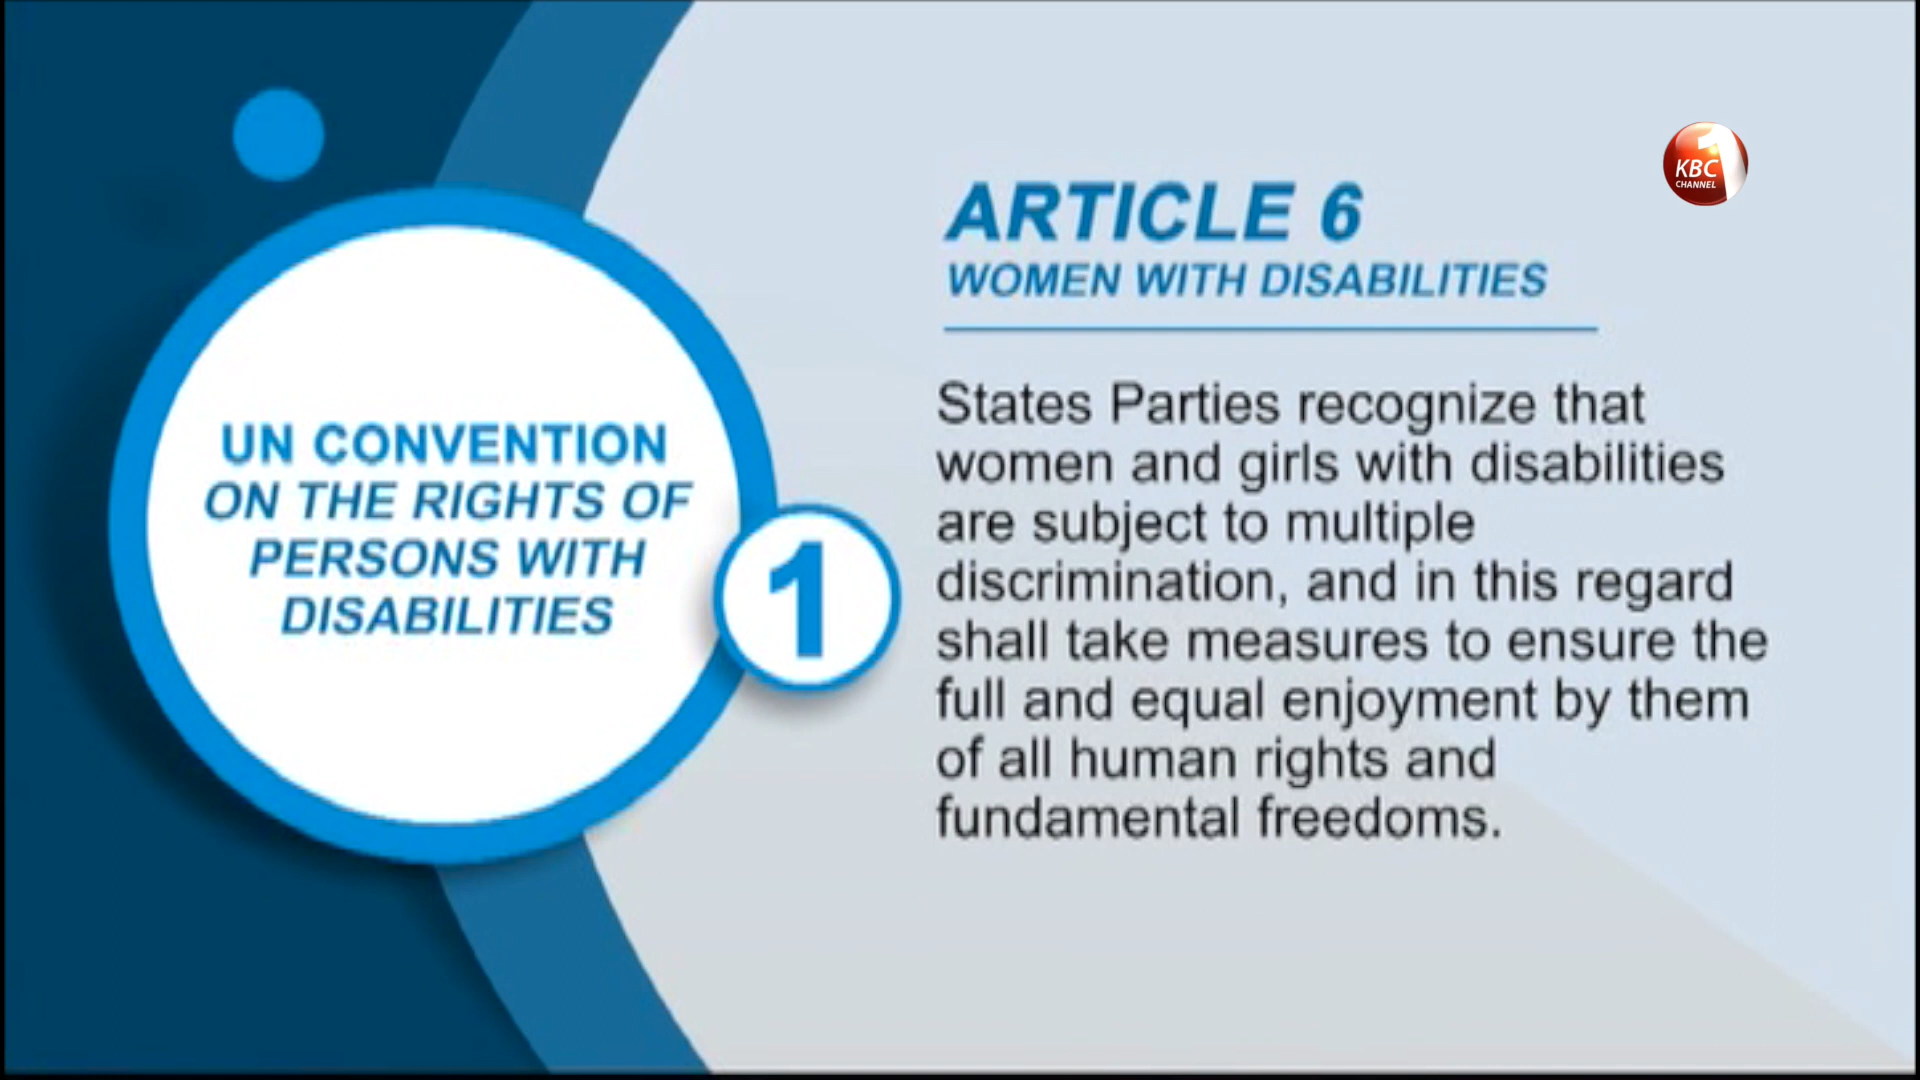 UN CONVENTION
ON THE RIGHTS OF
PERSONS WITH
DISABILITIES
1
ARTICLE 6
WOMEN WITH DISABILITIES
States Parties recognize that
women and girls with disabilities
are subject to multiple
discrimination, and in this regard
shall take measures to ensure the
full and equal enjoyment by them
of all human rights and
fundamental freedoms.
KBC 1
CHANNEL